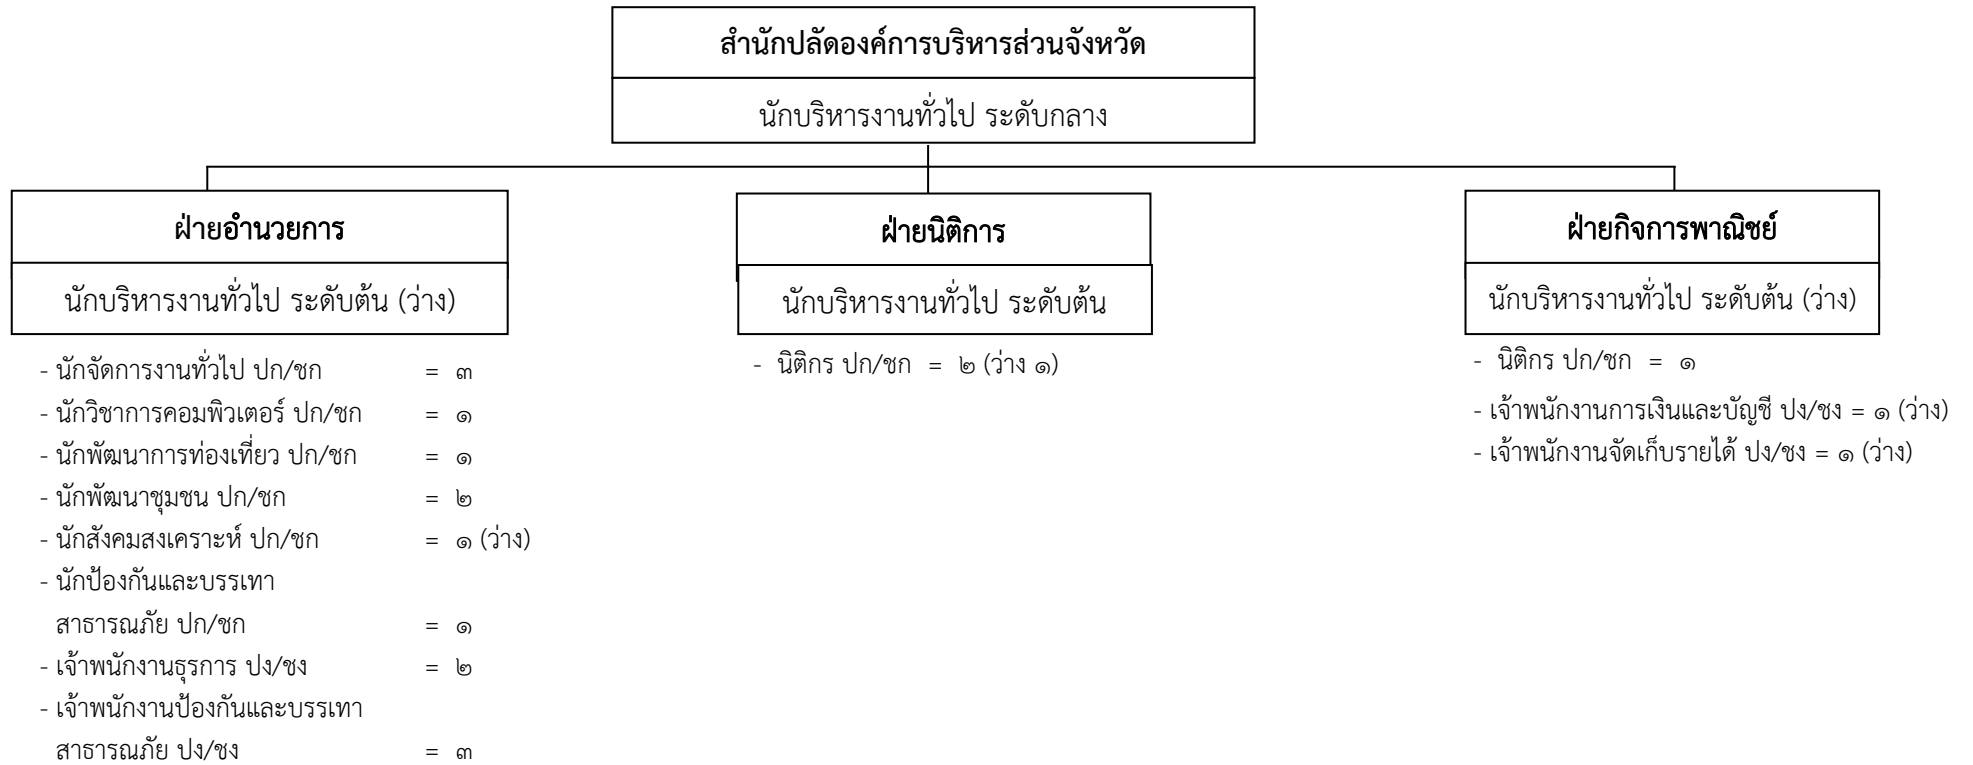 สำนักปลัดองค์การบริหารส่วนจังหวัด
นักบริหารงานทั่วไป ระดับกลาง
ฝ่ายอำนวยการ
นักบริหารงานทั่วไป ระดับต้น (ว่าง)
- นักจัดการงานทั่วไป ปก/ชก = ๓
- นักวิชาการคอมพิวเตอร์ ปก/ชก = ๑
- นักพัฒนาการท่องเที่ยว ปก/ชก = ๑
- นักพัฒนาชุมชน ปก/ชก = ๒
- นักสังคมสงเคราะห์ ปก/ชก = ๑ (ว่าง)
- นักป้องกันและบรรเทา
สาธารณภัย ปก/ชก = ๑
- เจ้าพนักงานธุรการ ปง/ชง = ๒
- เจ้าพนักงานป้องกันและบรรเทา
สาธารณภัย ปง/ชง = ๓
ฝ่ายนิติการ
นักบริหารงานทั่วไป ระดับต้น
- นิติกร ปก/ชก = ๒ (ว่าง ๑)
ฝ่ายกิจการพาณิชย์
นักบริหารงานทั่วไป ระดับต้น (ว่าง)
- นิติกร ปก/ชก = ๑
- เจ้าพนักงานการเงินและบัญชี ปง/ชง = ๑ (ว่าง)
- เจ้าพนักงานจัดเก็บรายได้ ปง/ชง = ๑ (ว่าง)